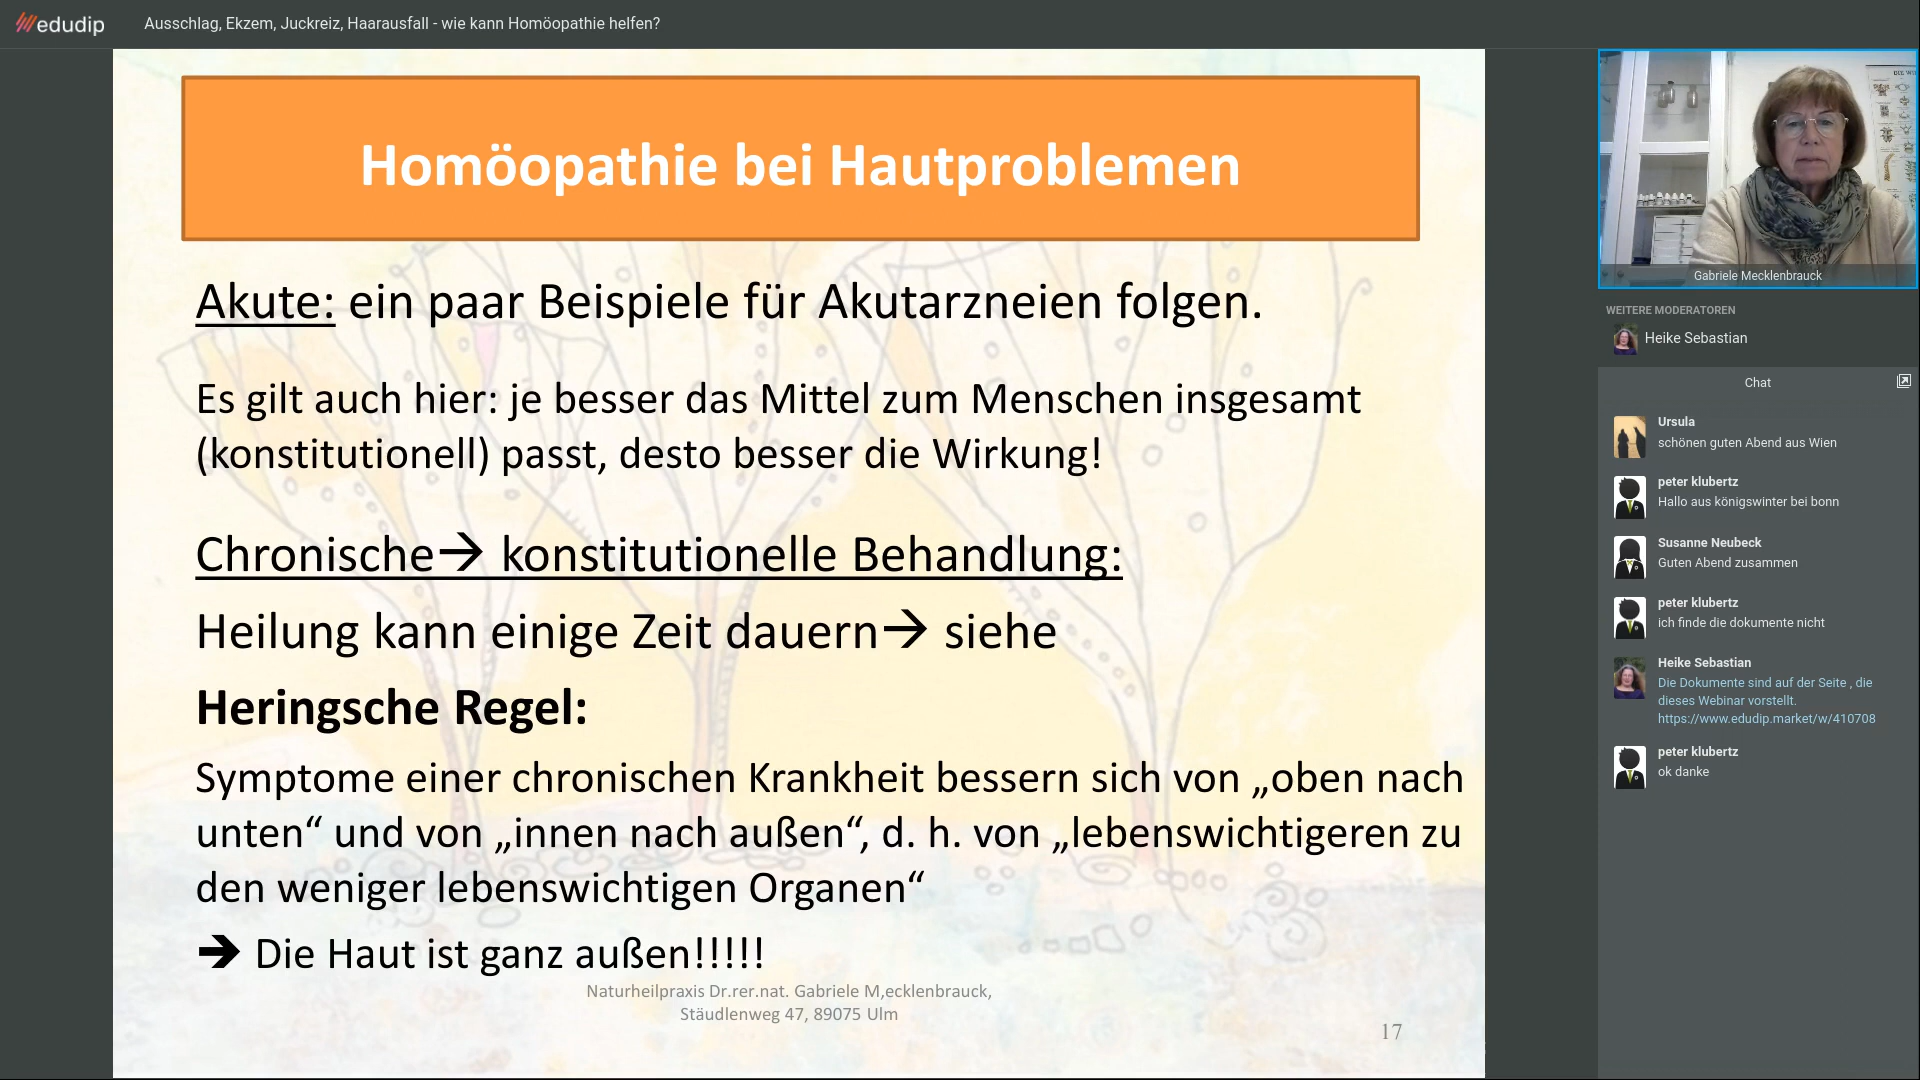 edudip
Ausschlag, Ekzem, Juckreiz, Haarausfall - wie kann Homöopathie helfen?
Homöopathie bei Hautproblemen
Akute: ein paar Beispiele für Akutarzneien folgen.
Es gilt auch hier: je besser das Mittel zum Menschen insgesamt
(konstitutionell) passt, desto besser die Wirkung!
Chronische→ konstitutionelle Behandlung:
Heilung kann einige Zeit dauern→ siehe
Heringsche Regel:
Symptome einer chronischen Krankheit bessern sich von „oben nach
unten“ und von „innen nach außen“, d. h. von „lebenswichtigeren zu
den weniger lebenswichtigen Organen“
→ Die Haut ist ganz außen!!!!!
Naturheilpraxis Dr.rer.nat. Gabriele M,ecklenbrauck,
Stäudlenweg 47, 89075 Ulm
17
Gabriele Mecklenbrauck
WEITERE MODERATOREN
Heike Sebastian
Chat
Ursula
schönen guten Abend aus Wien
peter klubertz
Hallo aus königswinter bei bonn
Susanne Neubeck
Guten Abend zusammen
peter klubertz
ich finde die dokumente nicht
Heike Sebastian
Die Dokumente sind auf der Seite , die
dieses Webinar vorstellt.
https://www.edudip.market/w/410708
peter klubertz
ok danke